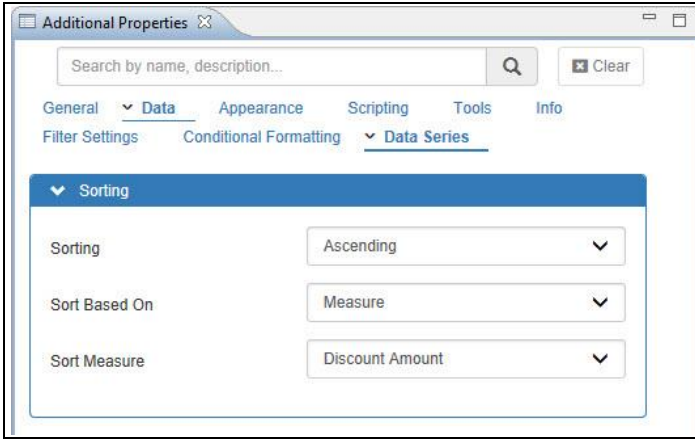 Additional Properties
Search by name, description...
Clear
General Data Appearance Scripting Tools Info
Filter Settings Conditional Formatting Data Series
Sorting
Sorting Ascending
Sort Based On Measure
Sort Measure Discount Amount